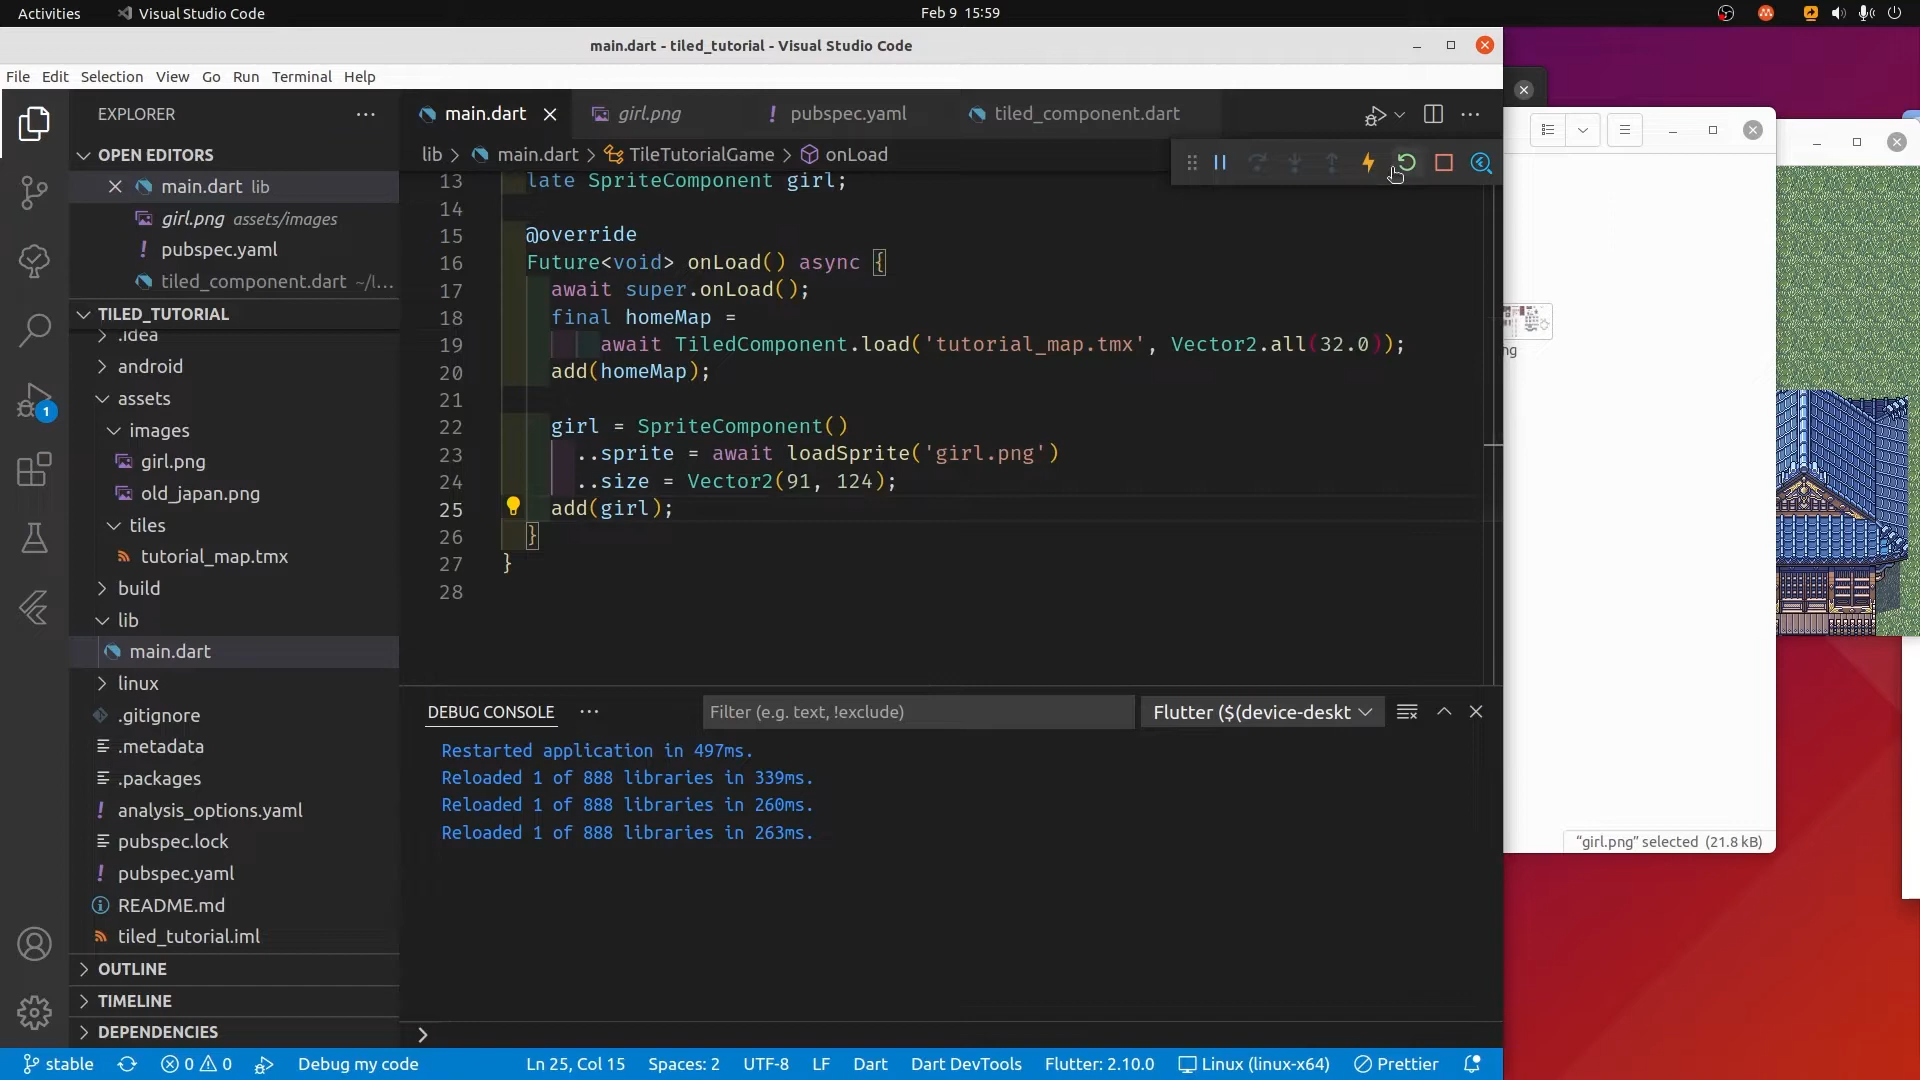 Activities
Visual Studio Code
Feb 9 15:59
main.dart - tiled_tutorial - Visual Studio Code
File Edit Selection View Go Run Terminal Help
EXPLORER
main.dart
girl.png
! pubspec.yaml
tiled_component.dart
OPEN EDITORS
main.dart lib
girl.png assets/images
! pubspec.yaml
tiled_component.dart ~/l...
TILED_TUTORIAL
.idea
android
assets
images
girl.png
old_japan.png
tiles
tutorial_map.tmx
build
lib
main.dart
linux
.gitignore
.metadata
.packages
! analysis_options.yaml
pubspec.lock
! pubspec.yaml
README.md
tiled_tutorial.iml
OUTLINE
TIMELINE
DEPENDENCIES
1
lib > main.dart > TileTutorialGame > onLoad
13 late SpriteComponent girl;
14
15 @override
16 Future<void> onLoad() async {
17 await super.onLoad();
18 final homeMap =
19 await TiledComponent.load('tutorial_map.tmx', Vector2.all(32.0));
20 add(homeMap);
21
22 girl = SpriteComponent()
23 ..sprite = await loadSprite('girl.png')
24 ..size = Vector2(91, 124);
25 add(girl);
26 }
27 }
28
DEBUG CONSOLE
Filter (e.g. text, !exclude)
Flutter ($(device-deskt
Restarted application in 497ms.
Reloaded 1 of 888 libraries in 339ms.
Reloaded 1 of 888 libraries in 260ms.
Reloaded 1 of 888 libraries in 263ms.
>
ng
“girl.png” selected (21.8 kB)
stable
0
0
Debug my code
Ln 25, Col 15
Spaces: 2
UTF-8
LF
Dart
Dart DevTools
Flutter: 2.10.0
Linux (linux-x64)
Prettier